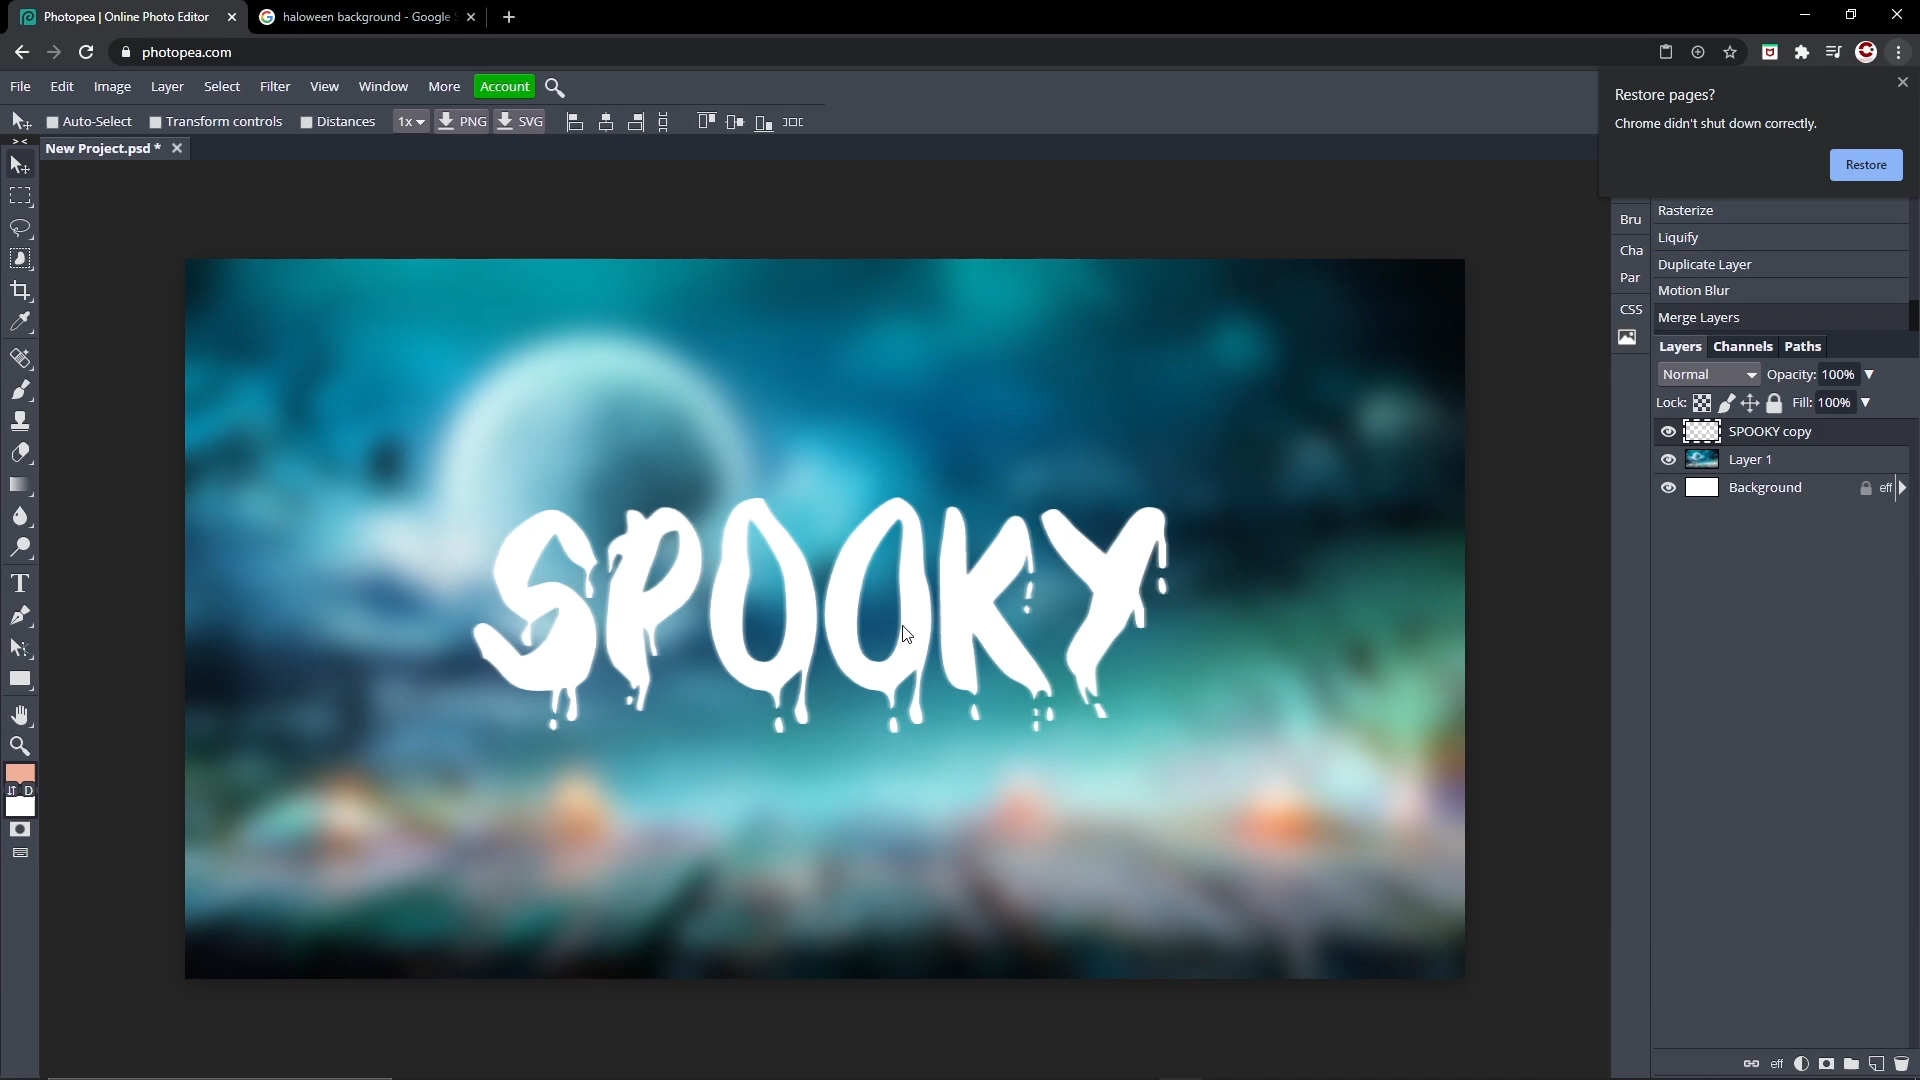 Photopea | Online Photo Editor
haloween background - Google S
photopea.com
File Edit Image Layer Select Filter View Window More Account
Restore pages?
Chrome didn't shut down correctly.
Restore
Auto-Select Transform controls Distances 1x PNG SVG
New Project.psd *
Bru
Cha
Par
CSS
Rasterize
Liquify
Duplicate Layer
Motion Blur
Merge Layers
Layers Channels Paths
Normal Opacity: 100%
Lock: Fill: 100%
SPOOKY copy
Layer 1
Background eff
SPOOKY
T
D
eff